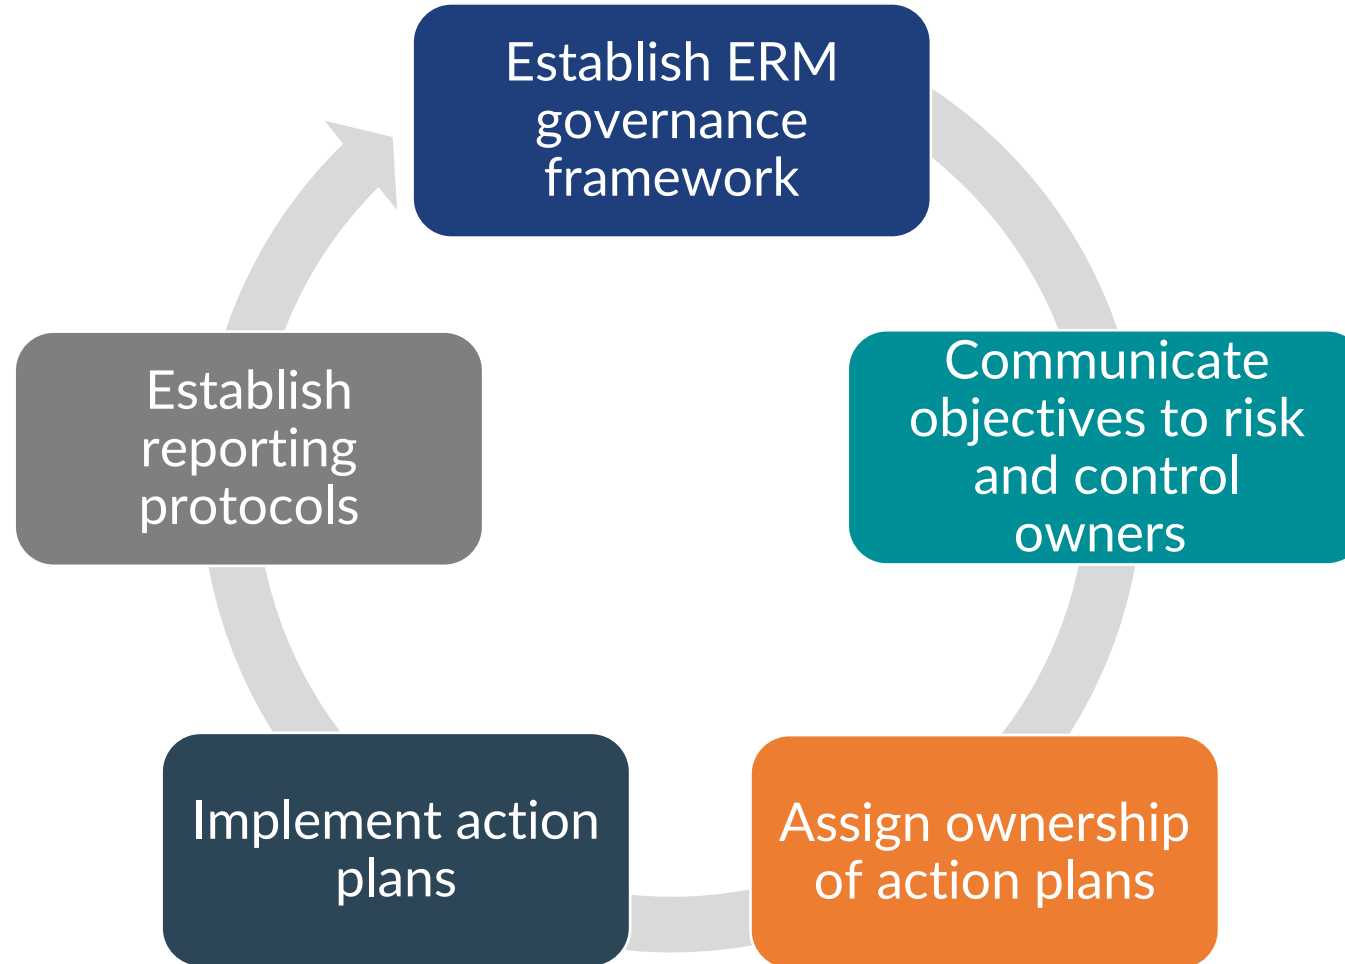 Establish ERM
governance
framework
Communicate
objectives to risk
and control
owners
Assign ownership
of action plans
Implement action
plans
Establish
reporting
protocols